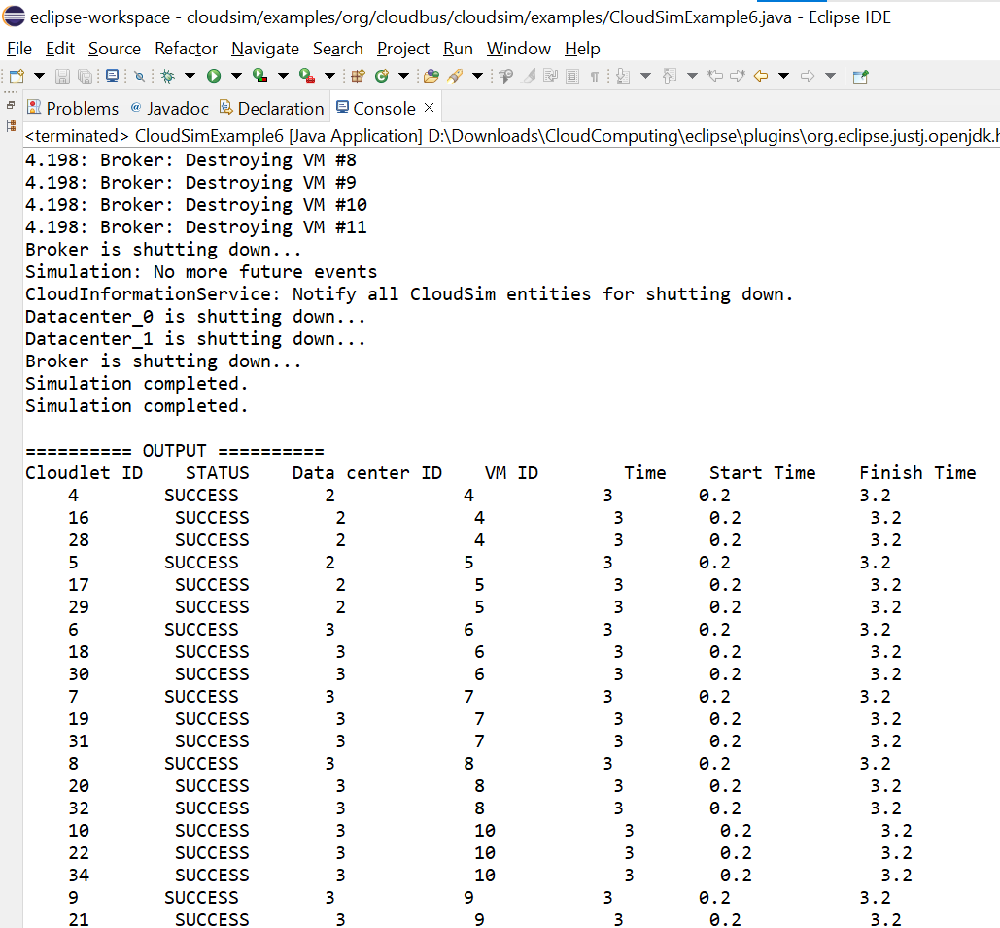 eclipse-workspace - cloudsim/examples/org/cloudbus/cloudsim/examples/CloudSimExample6.java - Eclipse IDE
File Edit Source Refactor Navigate Search Project Run Window Help
Problems @ Javadoc Declaration Console ×
<terminated> CloudSimExample6 [Java Application] D:\Downloads\CloudComputing\eclipse\plugins\org.eclipse.justj.openjdk.h
4.198: Broker: Destroying VM #8
4.198: Broker: Destroying VM #9
4.198: Broker: Destroying VM #10
4.198: Broker: Destroying VM #11
Broker is shutting down...
Simulation: No more future events
CloudInformationService: Notify all CloudSim entities for shutting down.
Datacenter_0 is shutting down...
Datacenter_1 is shutting down...
Broker is shutting down...
Simulation completed.
Simulation completed.
========== OUTPUT ==========
Cloudlet ID    STATUS    Data center ID    VM ID        Time    Start Time    Finish Time
4 SUCCESS 2 4 3 0.2 3.2
16 SUCCESS 2 4 3 0.2 3.2
28 SUCCESS 2 4 3 0.2 3.2
5 SUCCESS 2 5 3 0.2 3.2
17 SUCCESS 2 5 3 0.2 3.2
29 SUCCESS 2 5 3 0.2 3.2
6 SUCCESS 3 6 3 0.2 3.2
18 SUCCESS 3 6 3 0.2 3.2
30 SUCCESS 3 6 3 0.2 3.2
7 SUCCESS 3 7 3 0.2 3.2
19 SUCCESS 3 7 3 0.2 3.2
31 SUCCESS 3 7 3 0.2 3.2
8 SUCCESS 3 8 3 0.2 3.2
20 SUCCESS 3 8 3 0.2 3.2
32 SUCCESS 3 8 3 0.2 3.2
10 SUCCESS 3 10 3 0.2 3.2
22 SUCCESS 3 10 3 0.2 3.2
34 SUCCESS 3 10 3 0.2 3.2
9 SUCCESS 3 9 3 0.2 3.2
21 SUCCESS 3 9 3 0.2 3.2